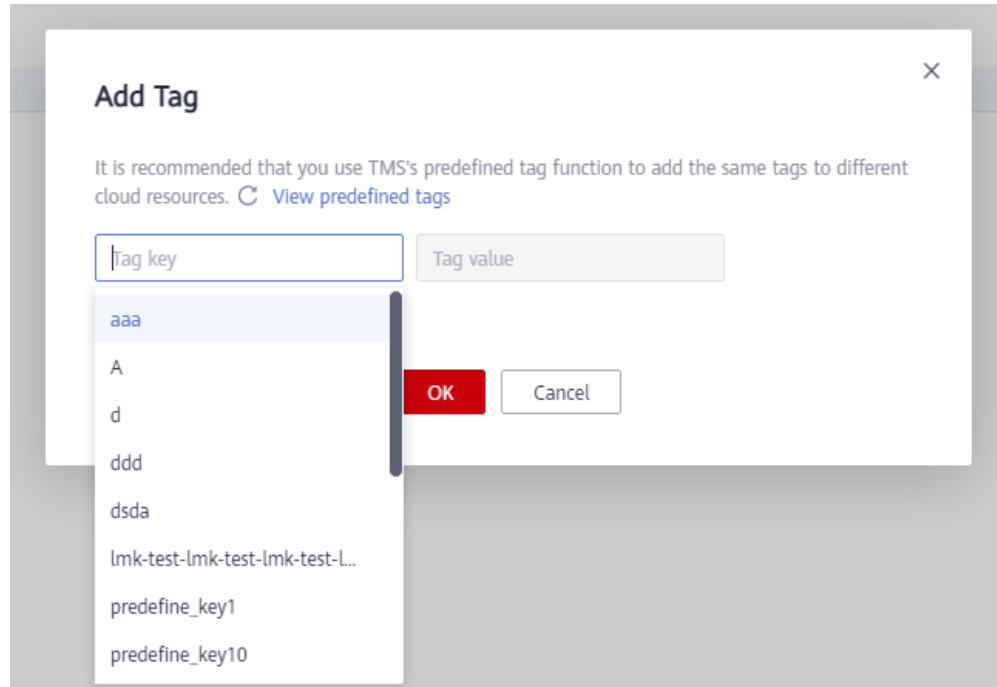 Add Tag
It is recommended that you use TMS's predefined tag function to add the same tags to different
cloud resources. View predefined tags
Tag key Tag value
aaa
A
OK Cancel
d
ddd
dsda
lmk-test-lmk-test-lmk-test-l...
predefine_key1
predefine_key10